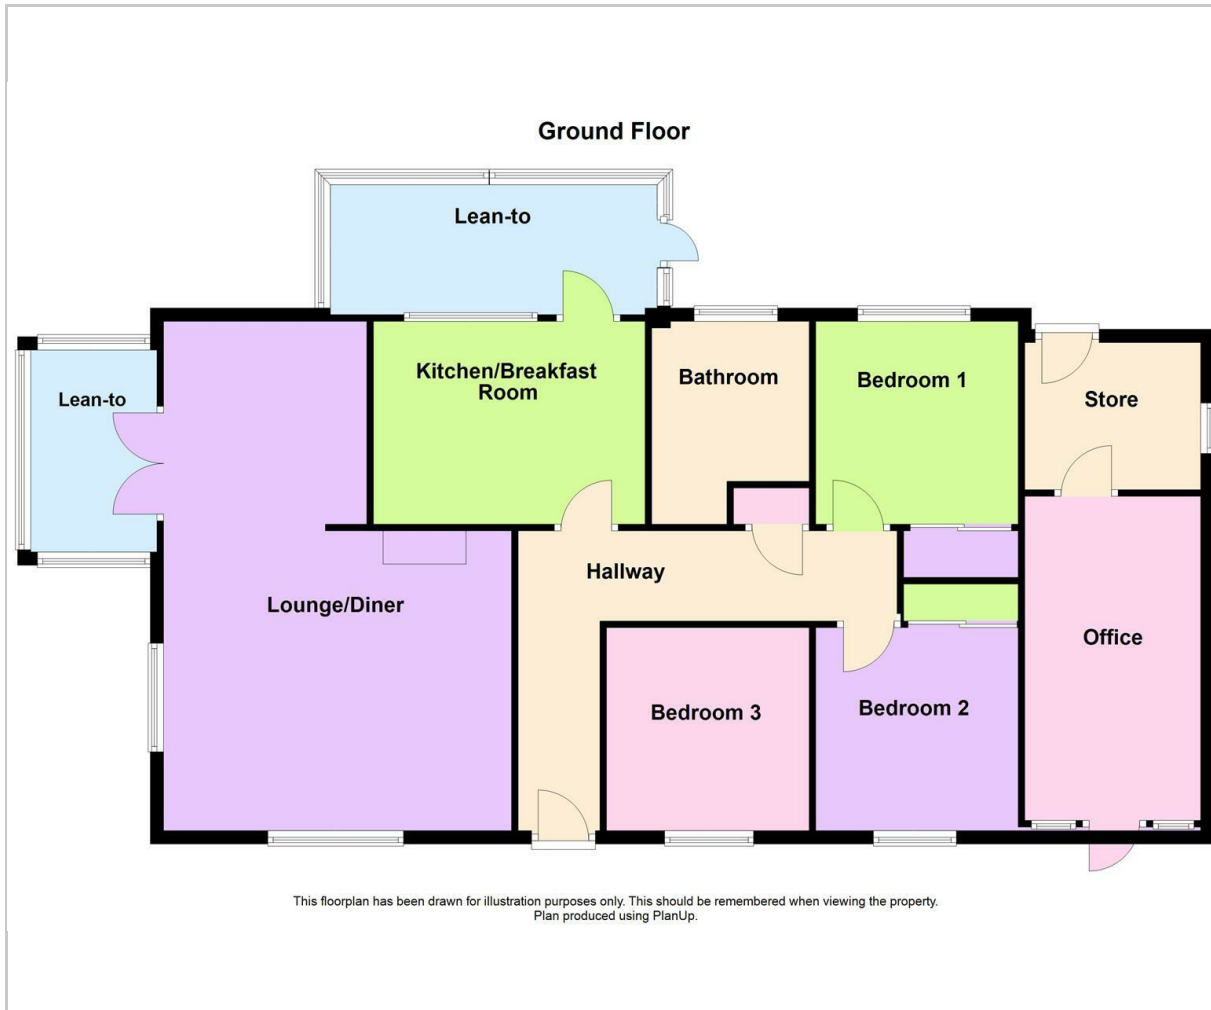 Ground Floor
Lean-to
Kitchen/Breakfast
Room
Bathroom
Bedroom 1
Lean-to
Store
Hallway
Lounge/Diner
Office
Bedroom 3
Bedroom 2
This floorplan has been drawn for illustration purposes only. This should be remembered when viewing the property.
Plan produced using PlanUp.